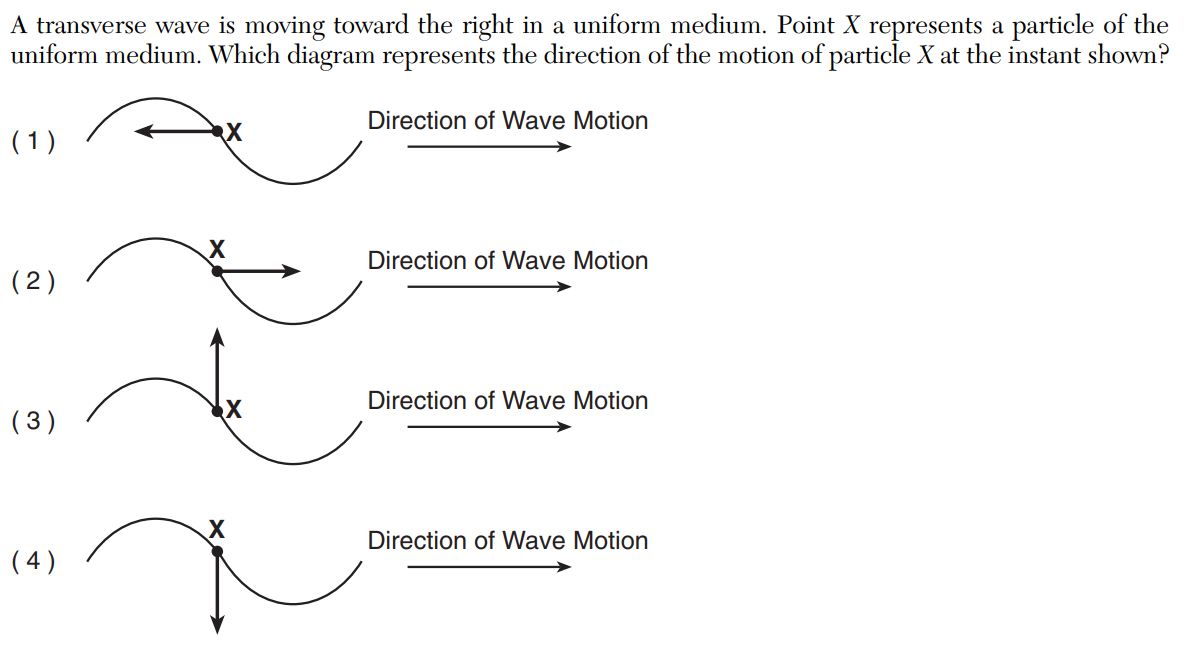 A transverse wave is moving toward the right in a uniform medium. Point X represents a particle of the
uniform medium. Which diagram represents the direction of the motion of particle X at the instant shown?
X Direction of Wave Motion
(1)
X Direction of Wave Motion
(2)
X Direction of Wave Motion
(3)
X Direction of Wave Motion
(4)